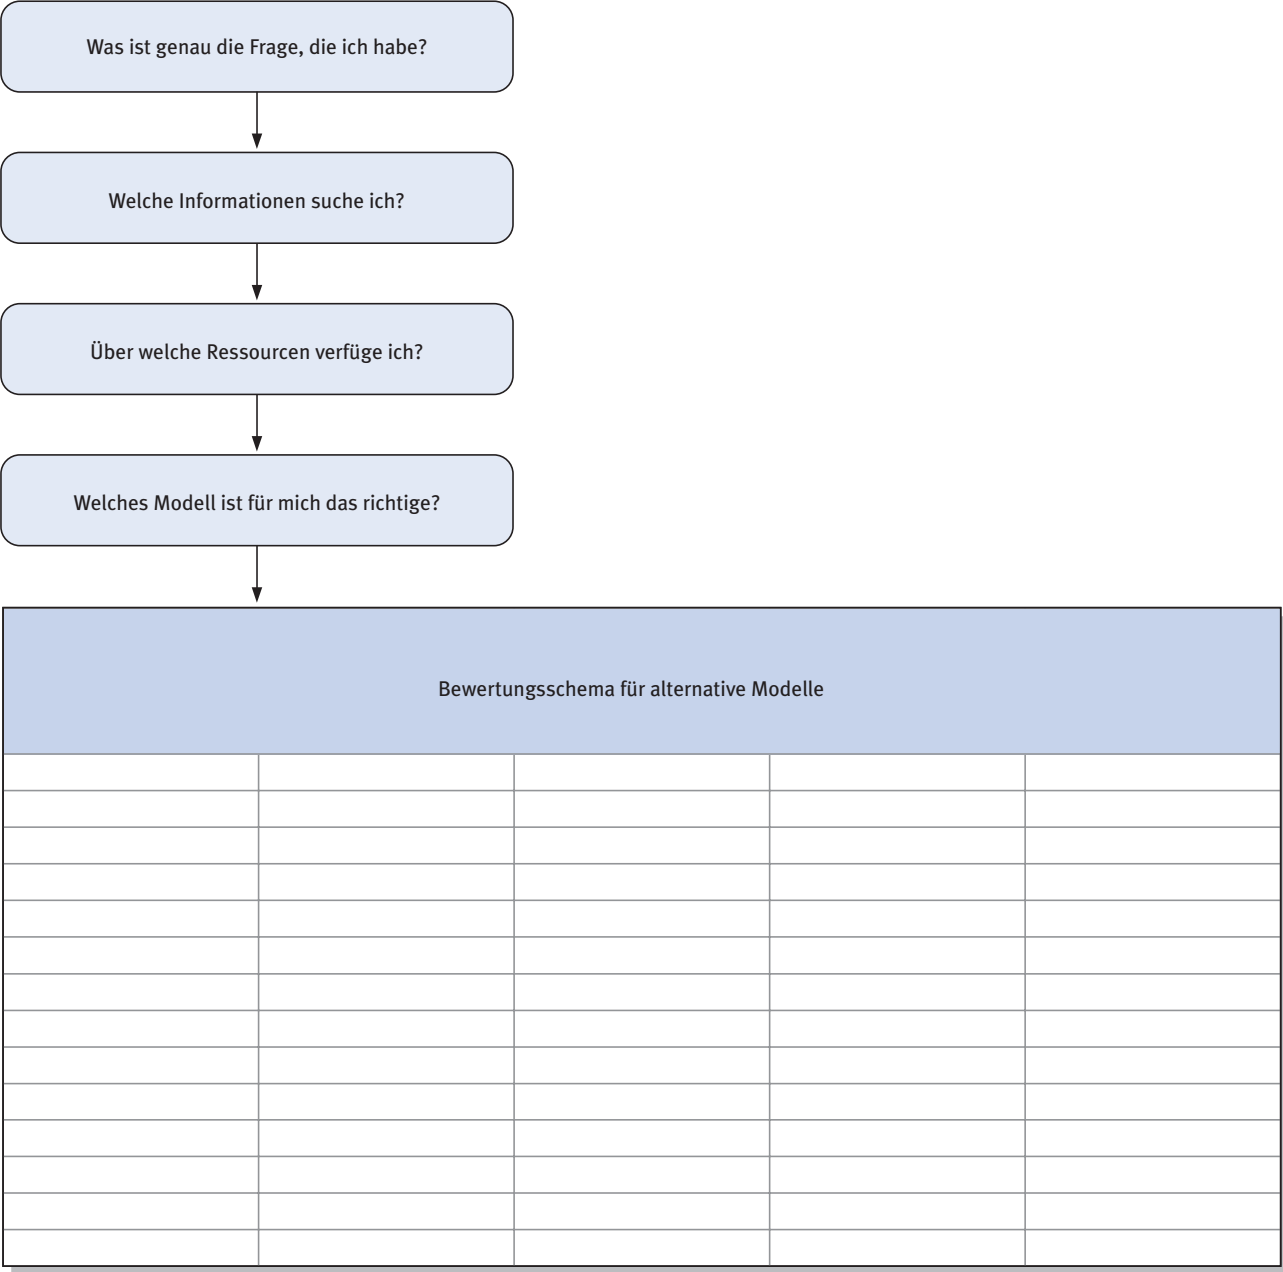 Was ist genau die Frage, die ich habe?
Welche Informationen suche ich?
Über welche Ressourcen verfüge ich?
Welches Modell ist für mich das richtige?
Bewertungsschema für alternative Modelle